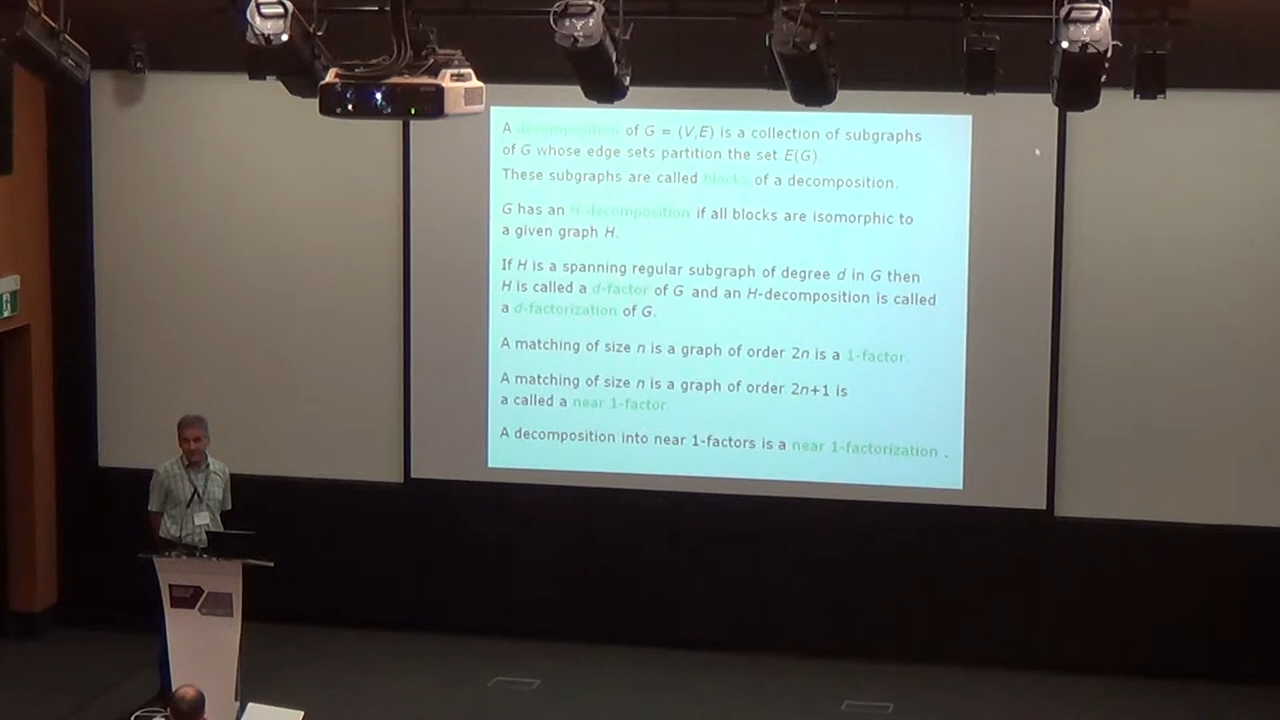 A decomposition of G = (V,E) is a collection of subgraphs
of G whose edge sets partition the set E(G).
These subgraphs are called blocks of a decomposition.
G has an H-decomposition if all blocks are isomorphic to
a given graph H.
If H is a spanning regular subgraph of degree d in G then
H is called a d-factor of G and an H-decomposition is called
a d-factorization of G.
A matching of size n is a graph of order 2n is a 1-factor.
A matching of size n is a graph of order 2n+1 is
a called a near 1-factor.
A decomposition into near 1-factors is a near 1-factorization .